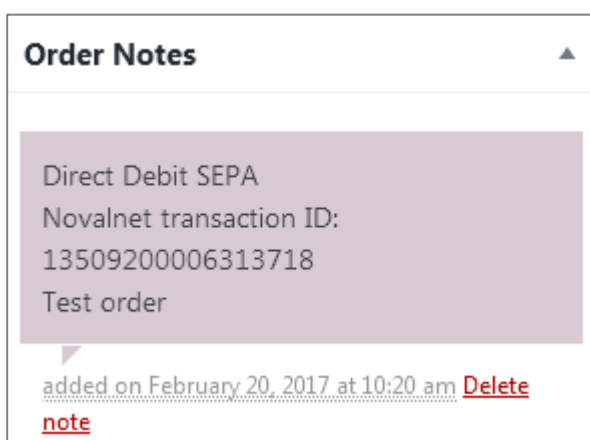 Order Notes
Direct Debit SEPA
Novalnet transaction ID:
13509200006313718
Test order
added on February 20, 2017 at 10:20 am Delete
note